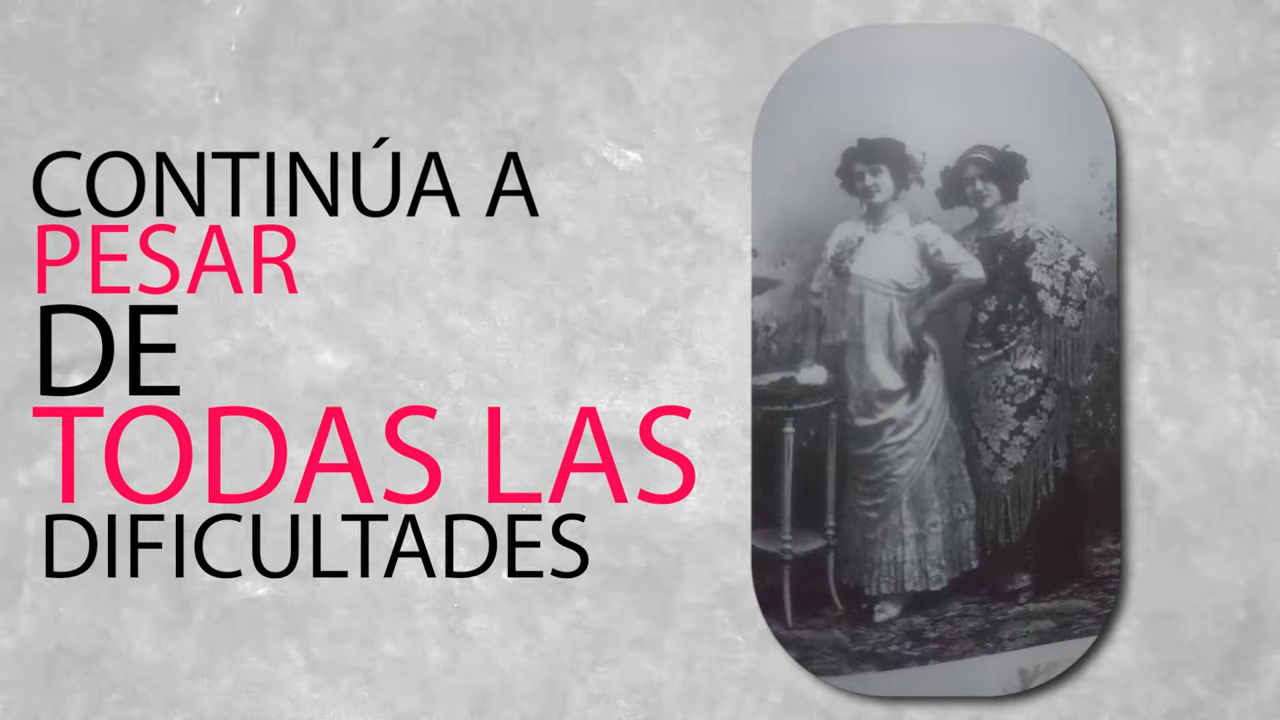 CONTINÚA A
PESAR
DE
TODAS LAS
DIFICULTADES